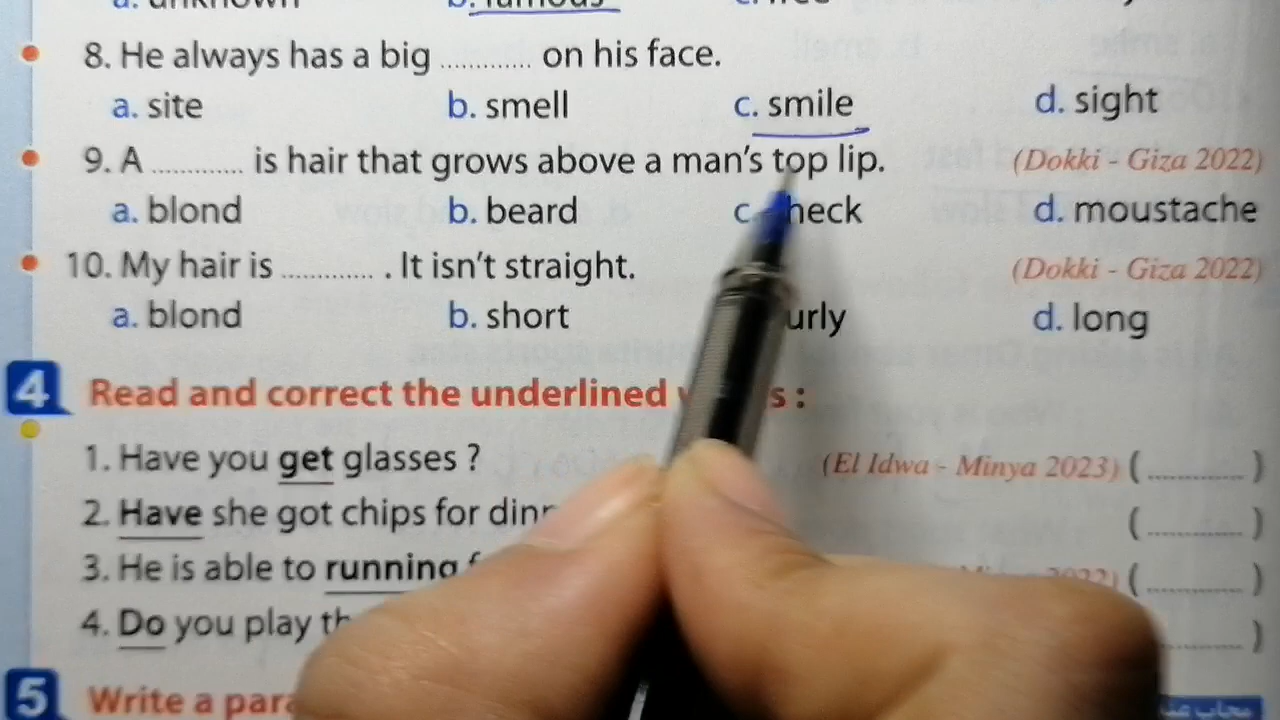 8. He always has a big ............ on his face.
a. site b. smell c. smile d. sight
9. A ............ is hair that grows above a man's top lip. (Dokki - Giza 2022)
a. blond b. beard c. heck d. moustache
10. My hair is ............ . It isn't straight. (Dokki - Giza 2022)
a. blond b. short urly d. long
4 Read and correct the underlined :
1. Have you get glasses ? (El Idwa - Minya 2023) (............)
2. Have she got chips for (............)
3. He is able to running 2022) (............)
4. Do you play (............)
5 Write a